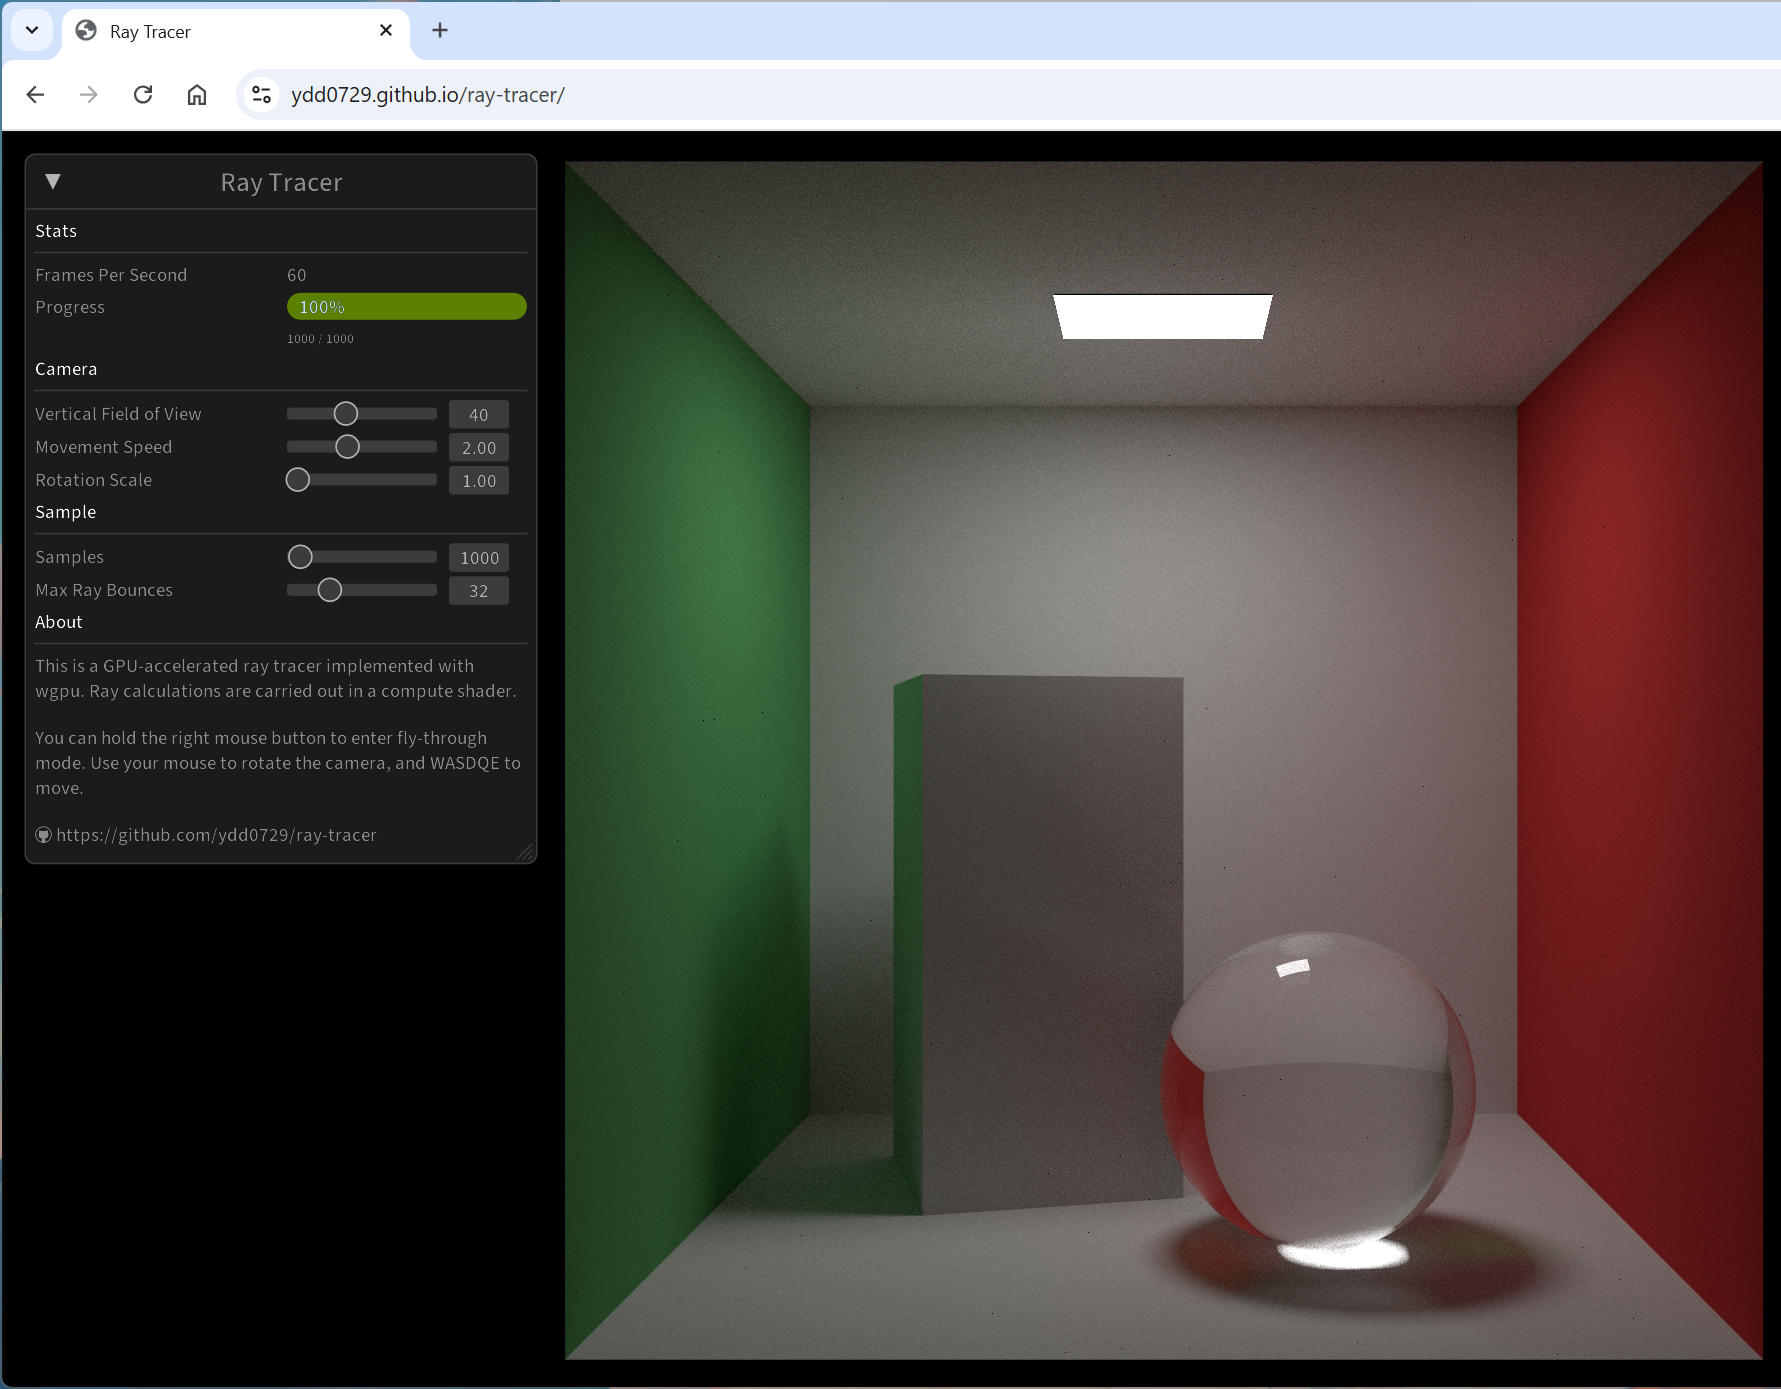 Ray Tracer
ydd0729.github.io/ray-tracer/
Ray Tracer
Stats
Frames Per Second 60
Progress 100%
1000 / 1000
Camera
Vertical Field of View 40
Movement Speed 2.00
Rotation Scale 1.00
Sample
Samples 1000
Max Ray Bounces 32
About
This is a GPU-accelerated ray tracer implemented with
wgpu. Ray calculations are carried out in a compute shader.
You can hold the right mouse button to enter fly-through
mode. Use your mouse to rotate the camera, and WASDQE to
move.
https://github.com/ydd0729/ray-tracer